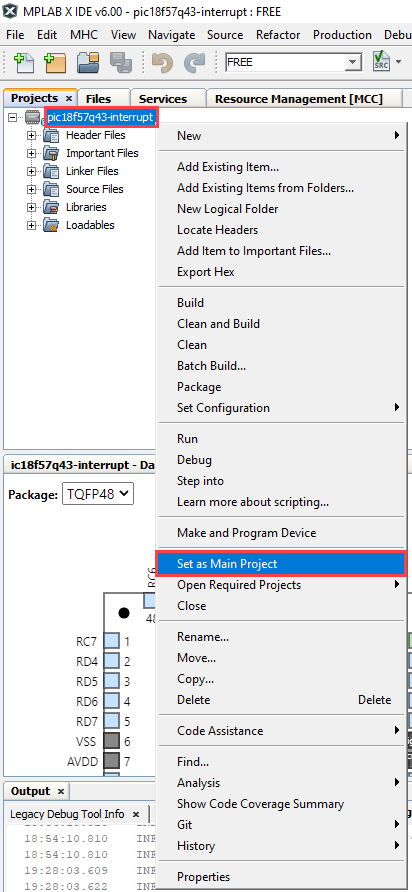 MPLAB X IDE v6.00 - pic18f57q43-interrupt : FREE
File Edit MHC View Navigate Source Refactor Production Debu
FREE
SRC
Projects × Files Services Resource Management [MCC]
pic18f57q43-interrupt
Header Files
Important Files
Linker Files
Source Files
Libraries
Loadables
New
Add Existing Item...
Add Existing Items from Folders...
New Logical Folder
Locate Headers
Add Item to Important Files...
Export Hex
Build
Clean and Build
Clean
Batch Build...
Package
Set Configuration
Run
Debug
Step into
Learn more about scripting...
Make and Program Device
Set as Main Project
Open Required Projects
Close
Rename...
Move...
Copy...
Delete Delete
Code Assistance
Find...
Analysis
Show Code Coverage Summary
Git
History
Properties
ic18f57q43-interrupt - Da
Package: TQFP48
RC6
48
RC7 1
RD4 2
RD5 3
RD6 4
RD7 5
VSS 6
AVDD 7
Output ×
Legacy Debug Tool Info ×
18:54:10.810
18:54:10.810
19:28:03.609
19:28:03.622